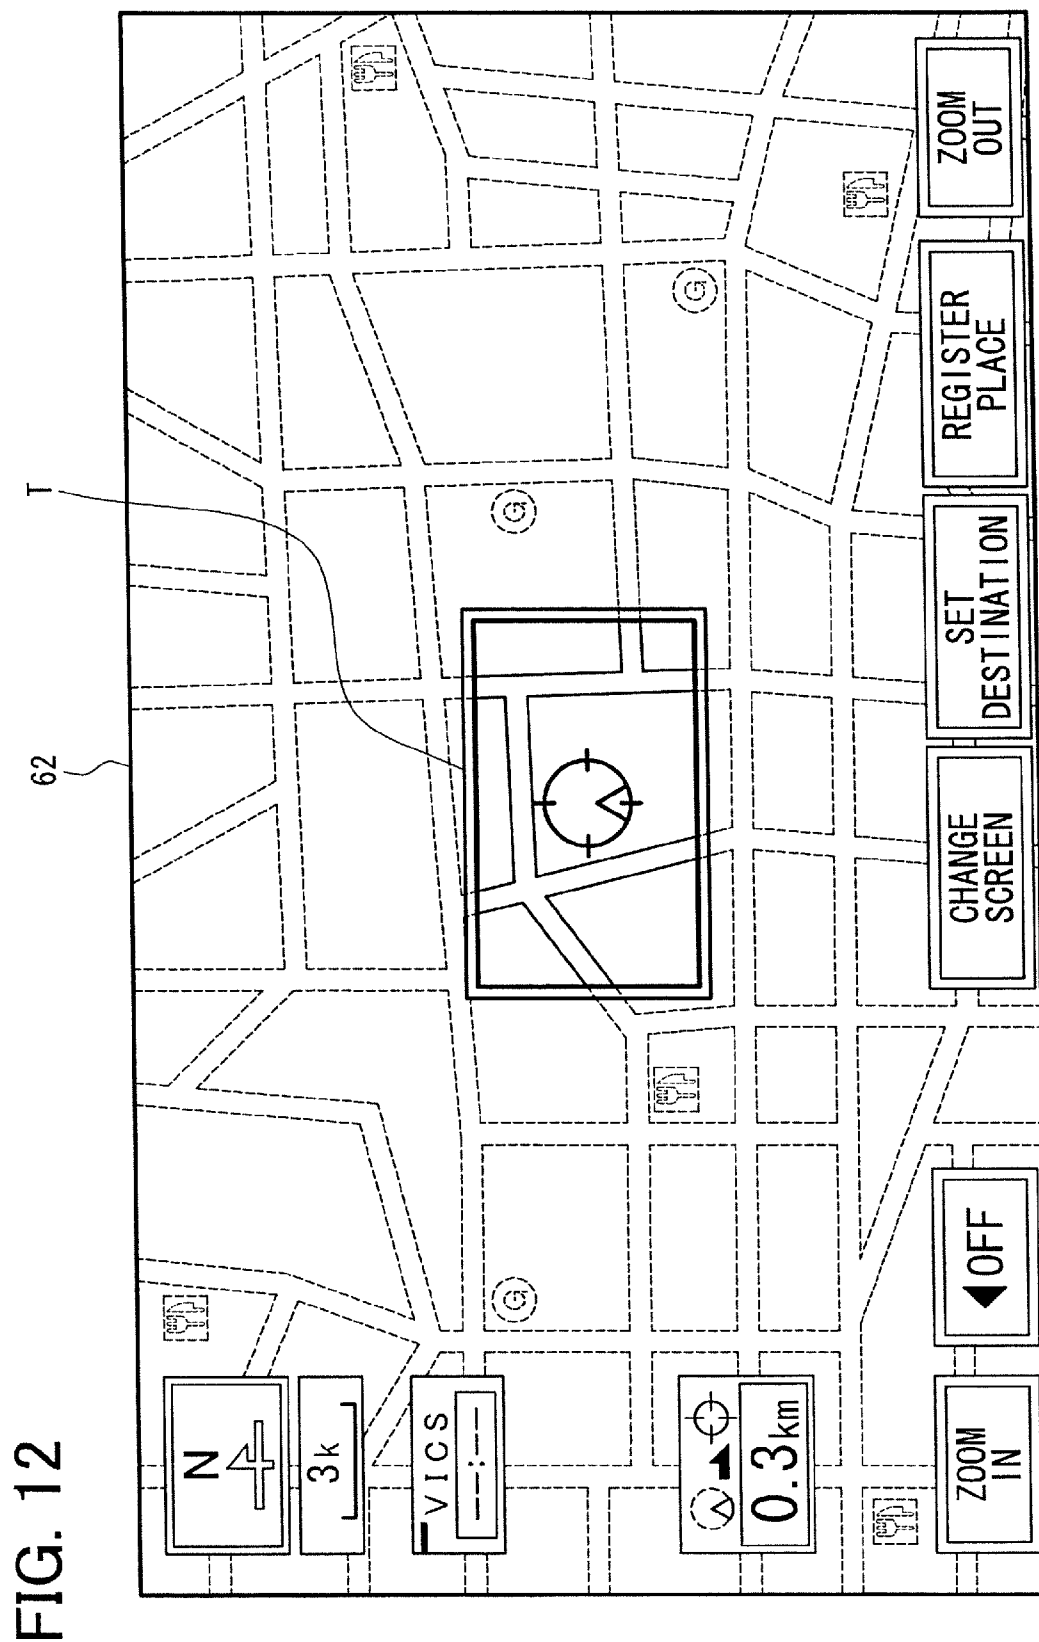 FIG. 12
62
T
N
3k
VICS
--:--
0.3km
G
G
G
ZOOM
IN
◀OFF
CHANGE
SCREEN
SET
DESTINATION
REGISTER
PLACE
ZOOM
OUT